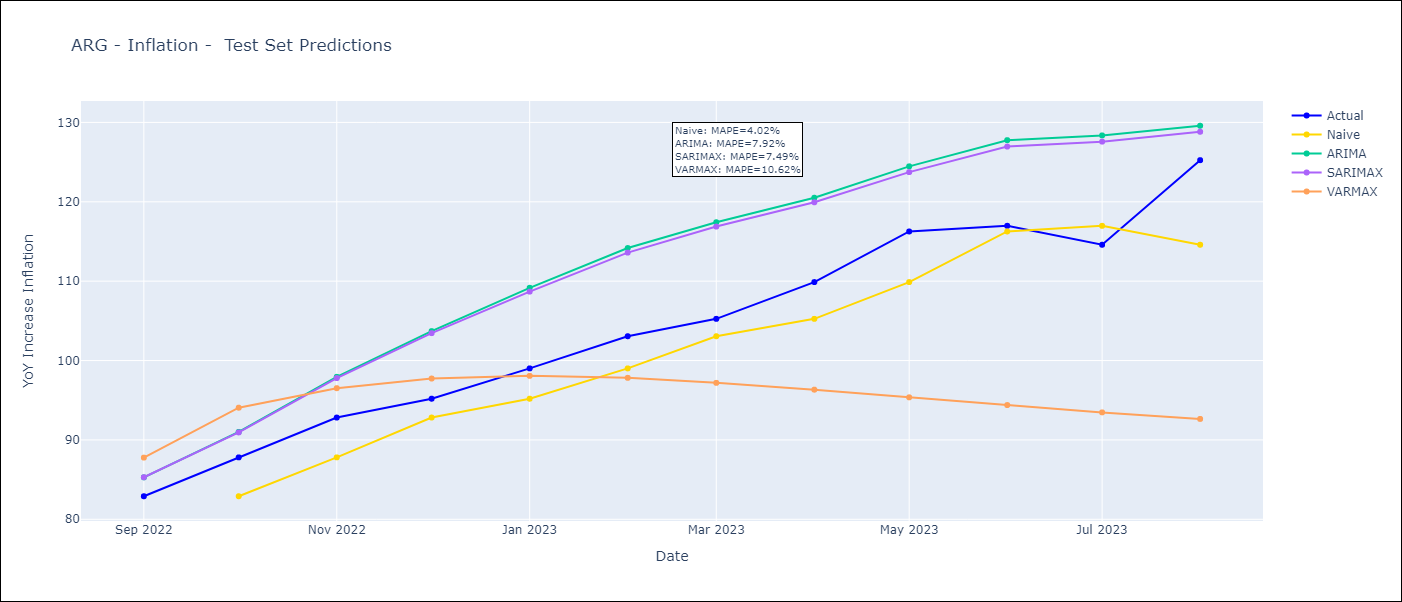 ARG - Inflation -  Test Set Predictions
130
120
110
100
90
80
YoY Increase Inflation
Naive: MAPE=4.02%
ARIMA: MAPE=7.92%
SARIMAX: MAPE=7.49%
VARMAX: MAPE=10.62%
Actual
Naive
ARIMA
SARIMAX
VARMAX
Sep 2022
Nov 2022
Jan 2023
Mar 2023
May 2023
Jul 2023
Date